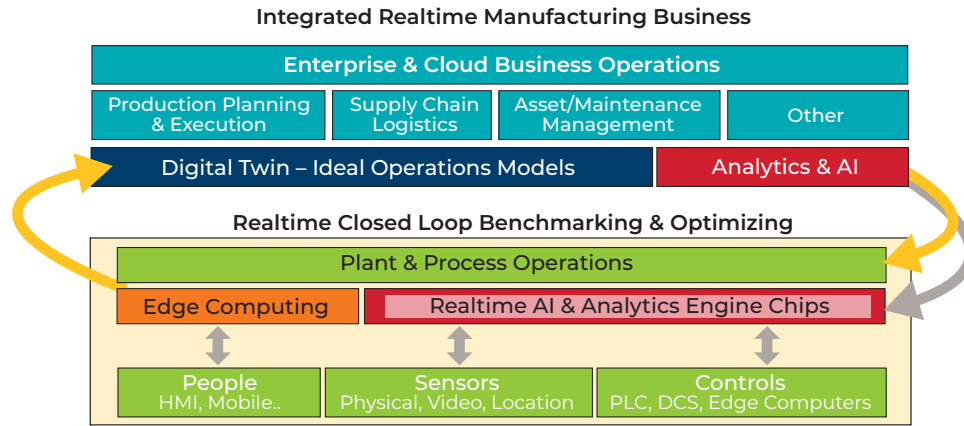 Integrated Realtime Manufacturing Business
Enterprise & Cloud Business Operations
Production Planning
& Execution
Supply Chain
Logistics
Asset/Maintenance
Management
Other
Digital Twin – Ideal Operations Models
Analytics & AI
Realtime Closed Loop Benchmarking & Optimizing
Plant & Process Operations
Edge Computing
Realtime AI & Analytics Engine Chips
People
HMI, Mobile..
Sensors
Physical, Video, Location
Controls
PLC, DCS, Edge Computers